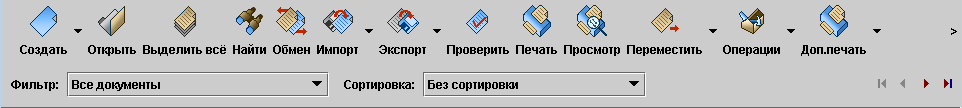 Создать Открыть Выделить всё Найти Обмен Импорт Экспорт Проверить Печать Просмотр Переместить Операции Доп.печать >
Фильтр: Все документы Сортировка: Без сортировки